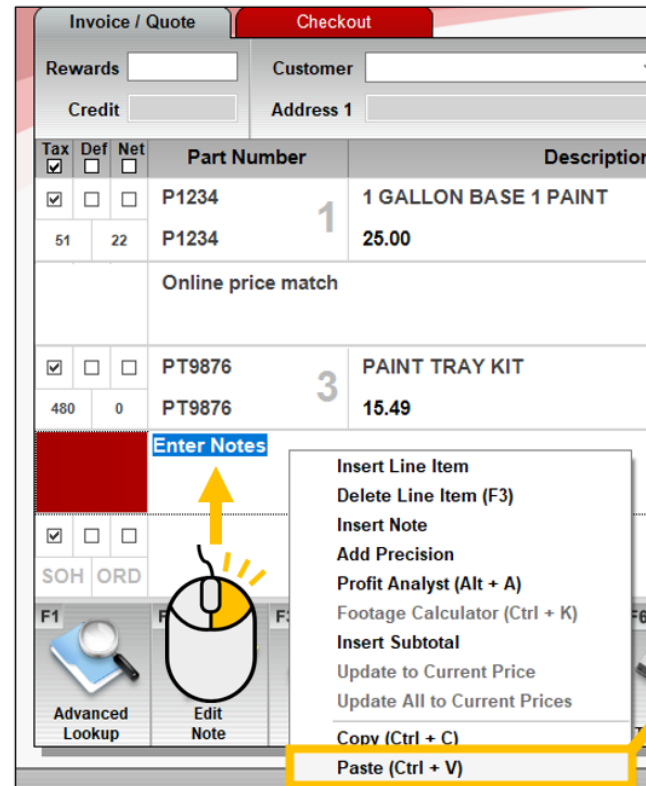 Invoice / Quote
Checkout
Rewards
Customer
Credit
Address 1
Tax Def Net
Part Number
Description
P1234
1
1 GALLON BASE 1 PAINT
51
22
P1234
25.00
Online price match
PT9876
3
PAINT TRAY KIT
480
0
PT9876
15.49
Enter Notes
Insert Line Item
Delete Line Item (F3)
Insert Note
Add Precision
Profit Analyst (Alt + A)
Footage Calculator (Ctrl + K)
Insert Subtotal
Update to Current Price
Update All to Current Prices
Copy (Ctrl + C)
Paste (Ctrl + V)
SOH ORD
F1
Advanced
Lookup
Edit
Note